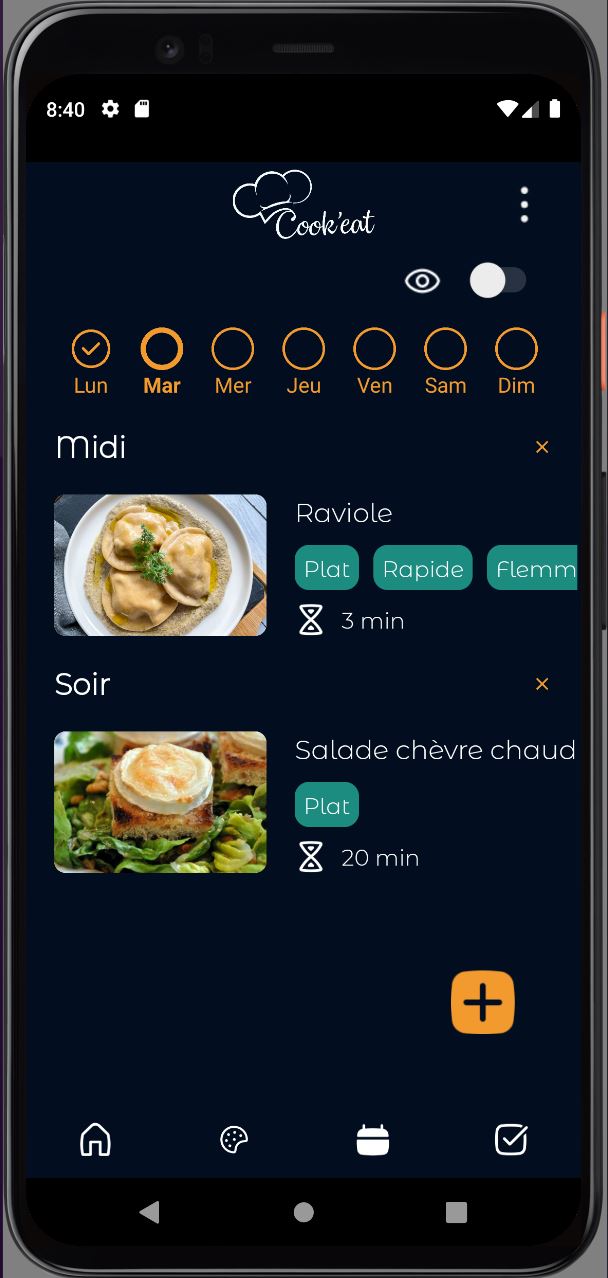 8:40
Cook'eat
Lun Mar Mer Jeu Ven Sam Dim
Midi ×
Raviole
Plat Rapide Flemm
3 min
Soir ×
Salade chèvre chaud
Plat
20 min